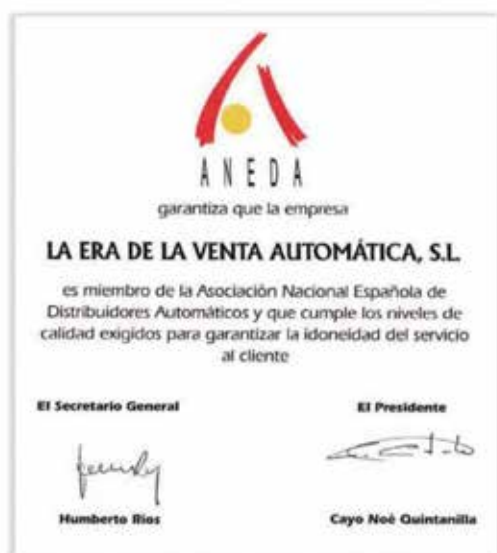 ANEDA
garantiza que la empresa
LA ERA DE LA VENTA AUTOMÁTICA, S.L.
es miembro de la Asociación Nacional Española de
Distribuidores Automáticos y que cumple los niveles de
calidad exigidos para garantizar la idoneidad del servicio
al cliente
El Secretario General
El Presidente
Humberto Ríos
Cayo Noé Quintanilla